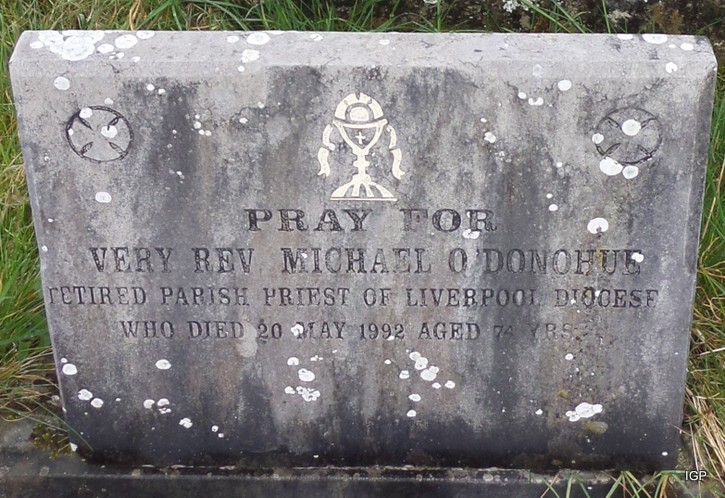 PRAY FOR
VERY REV MICHAEL O'DONOHUE
RETIRED PARISH PRIEST OF LIVERPOOL DIOCESE
WHO DIED 20 MAY 1992 AGED 74 YRS
IGP